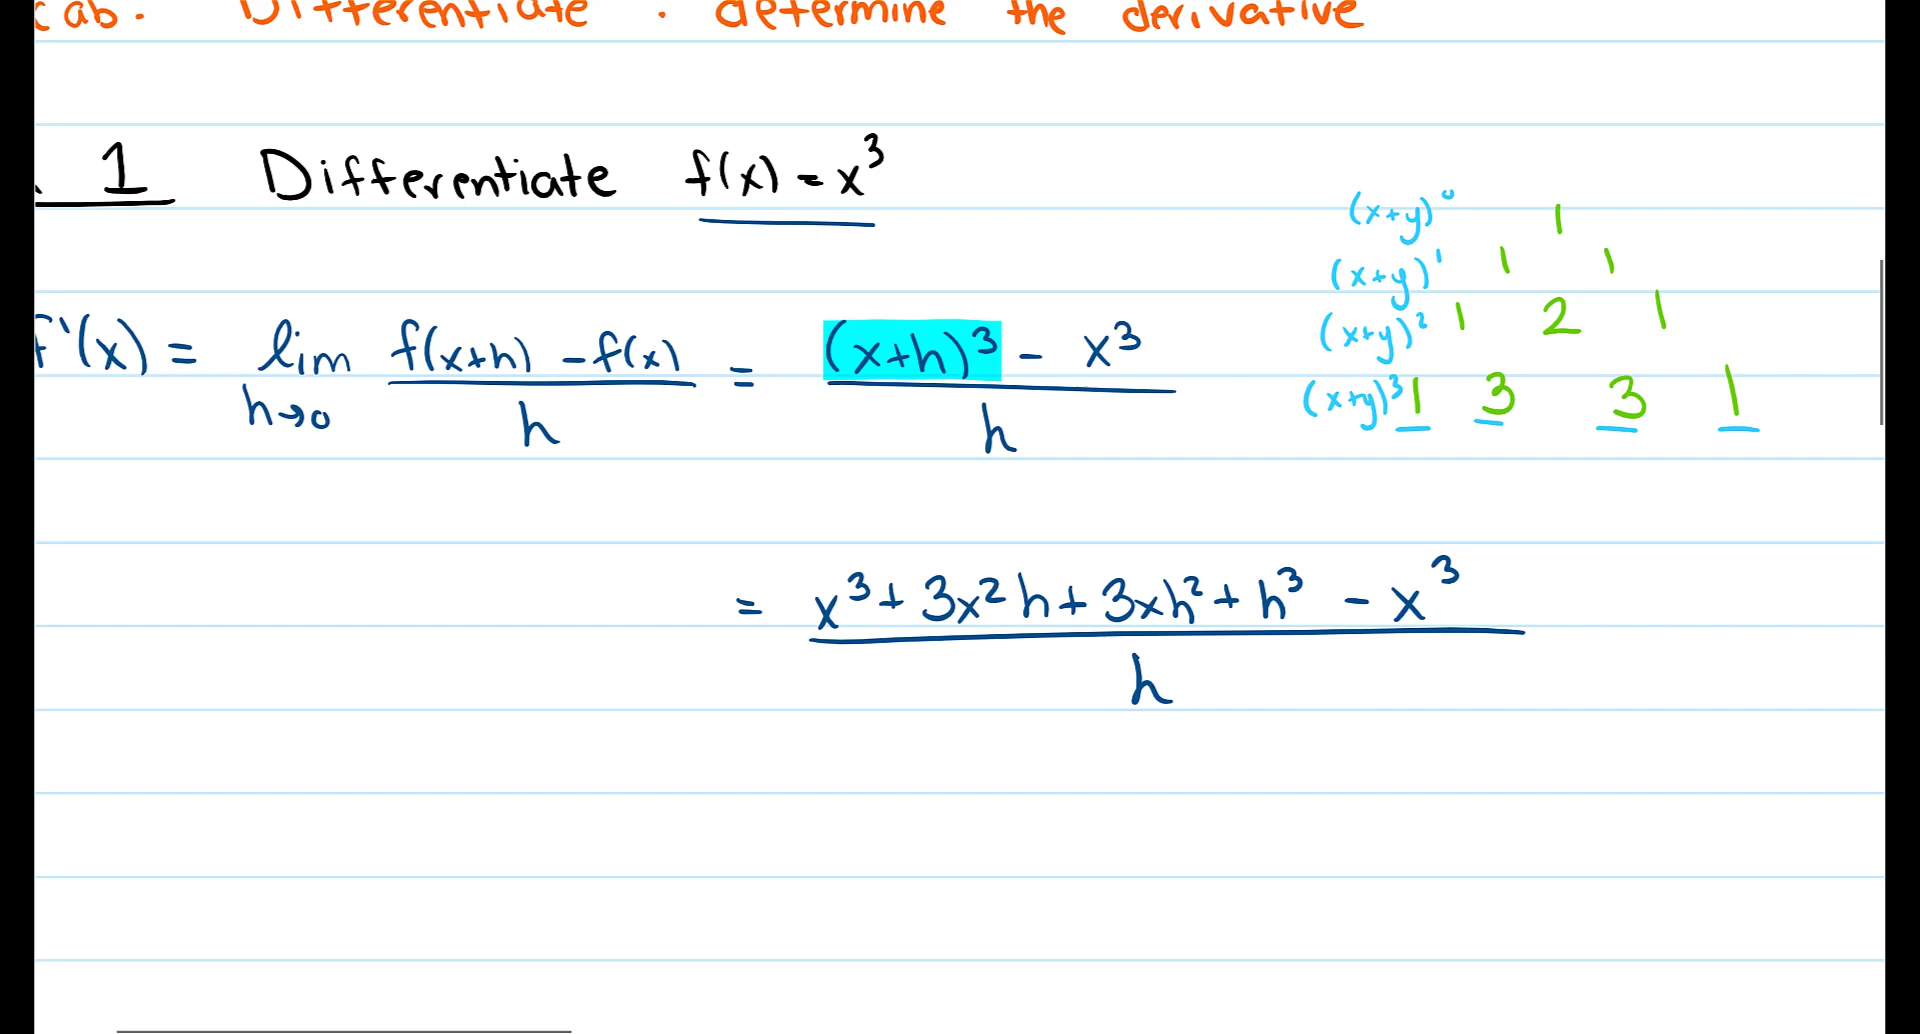 cab. Differentiate . determine the derivative
. 1 Differentiate f(x) = x³
(x+y)⁰ 1
(x+y)¹ 1 1
(x+y)² 1 2 1
(x+y)³ 1 3 3 1
f'(x) = lim h→0 f(x+h) - f(x) / h = (x+h)³ - x³ / h
= x³ + 3x²h + 3xh² + h³ - x³ / h